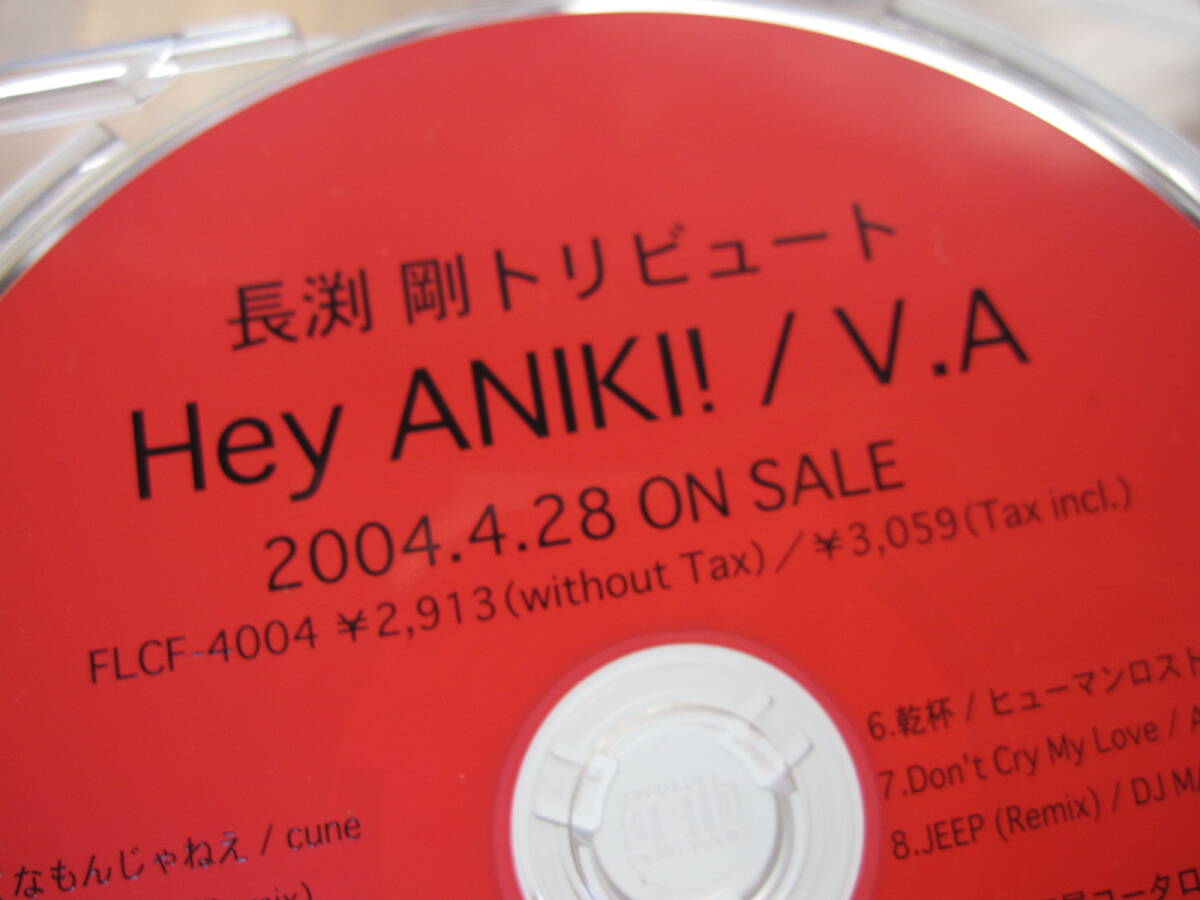 長渕 剛トリビュート
Hey ANIKI! / V.A
2004.4.28 ON SALE
FLCF-4004 ¥2,913(without Tax)/¥3,059(Tax incl.)
なもんじゃねえ / cune
6.乾杯 / ヒューマンロスト
7.Don't Cry My Love /
8.JEEP (Remix) / DJ